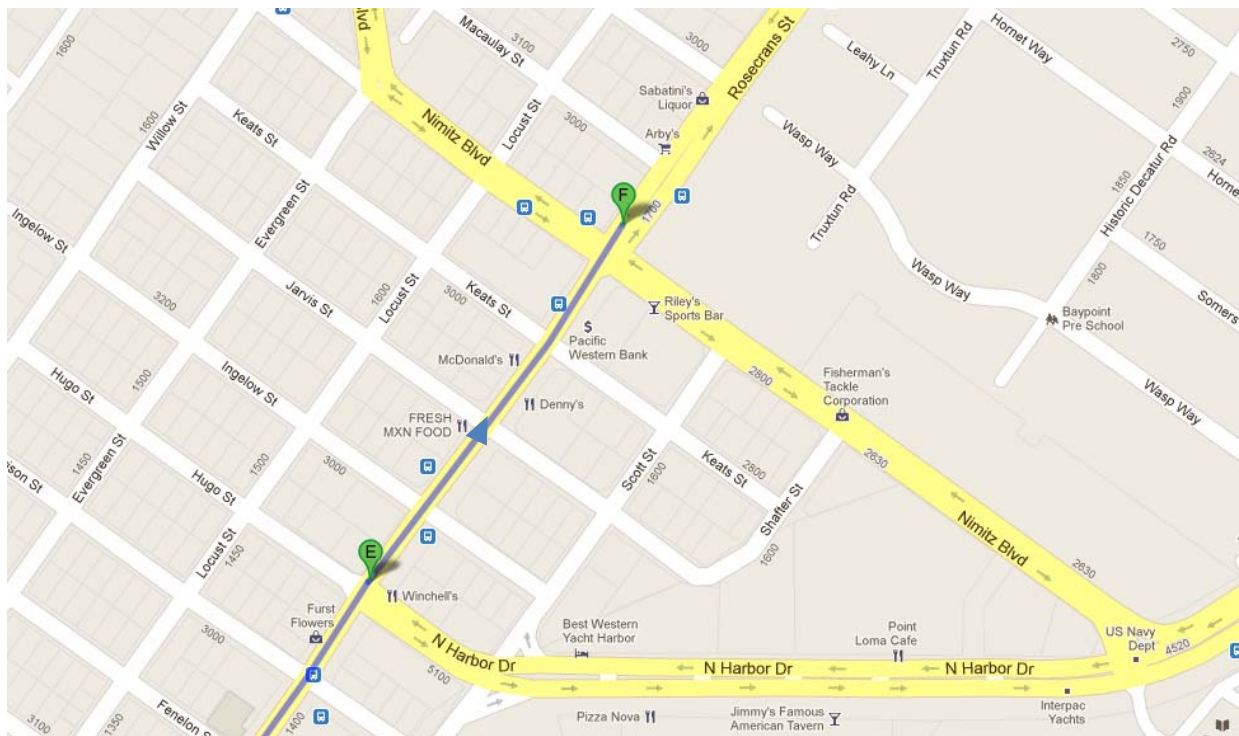 Blvd
Macaulay St
3100
3000
Rosecrans St
Leahy Ln
Truxtun Rd
Hornet Way
2750
1600
1900
Sabatini's
Liquor
Willow St
1600
Keats St
Locust St
3000
Arby's
Wasp Way
Nimitz Blvd
Historic Decatur Rd
2624
1850
Horne
F
1700
Evergreen St
Truxtun Rd
Ingelow St
1750
Wasp Way
1800
3200
Jarvis St
1600
Locust St
3000
Keats St
Riley's
Sports Bar
Somers
Baypoint
Pre School
$
Pacific
Western Bank
McDonald's
1500
Ingelow St
Hugo St
2800
Fisherman's
Tackle
Corporation
Wasp Way
Denny's
FRESH
MXN FOOD
Evergreen St
1450
1500
3000
Scott St
1600
Keats St
2800
2630
ison St
Hugo St
Shafter St
1600
Nimitz Blvd
Locust St
1450
E
2630
Winchell's
Furst
Flowers
3000
N Harbor Dr
Best Western
Yacht Harbor
Point
Loma Cafe
US Navy
Dept
4520
5100
N Harbor Dr
N Harbor Dr
Fenelon St
3100
1350
1400
Pizza Nova
Jimmy's Famous
American Tavern
Interpac
Yachts